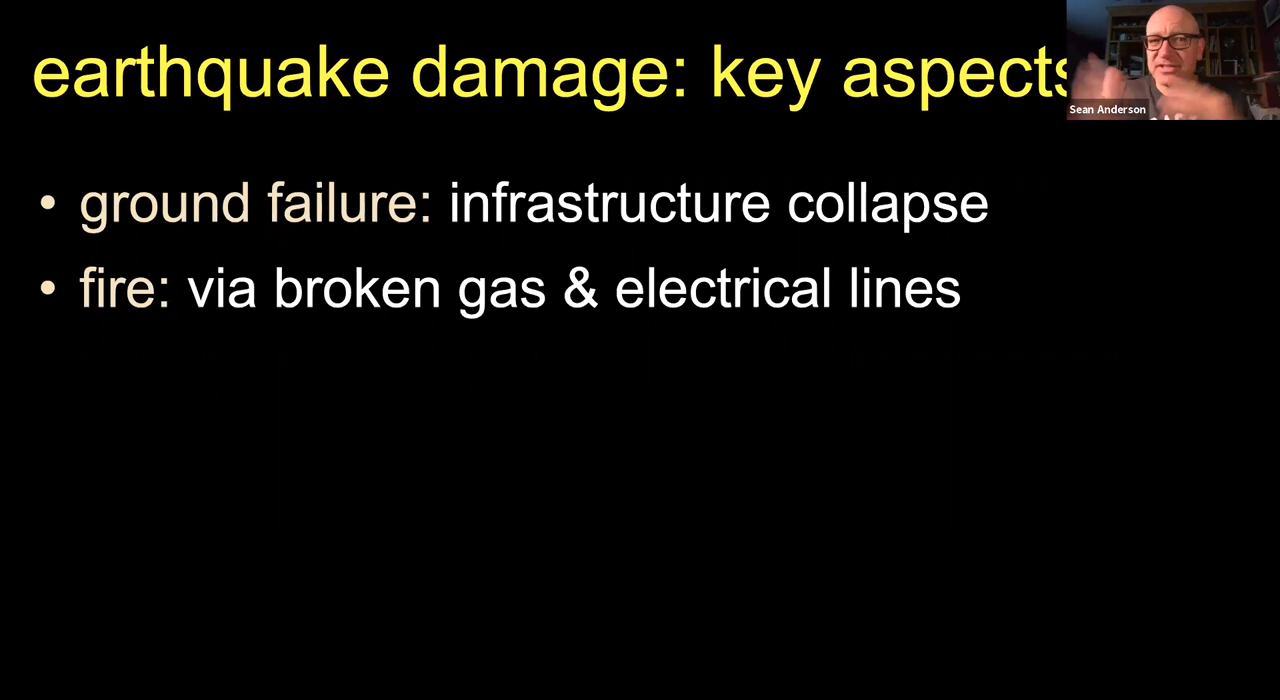 earthquake damage: key aspects
Sean Anderson
• ground failure: infrastructure collapse
• fire: via broken gas & electrical lines